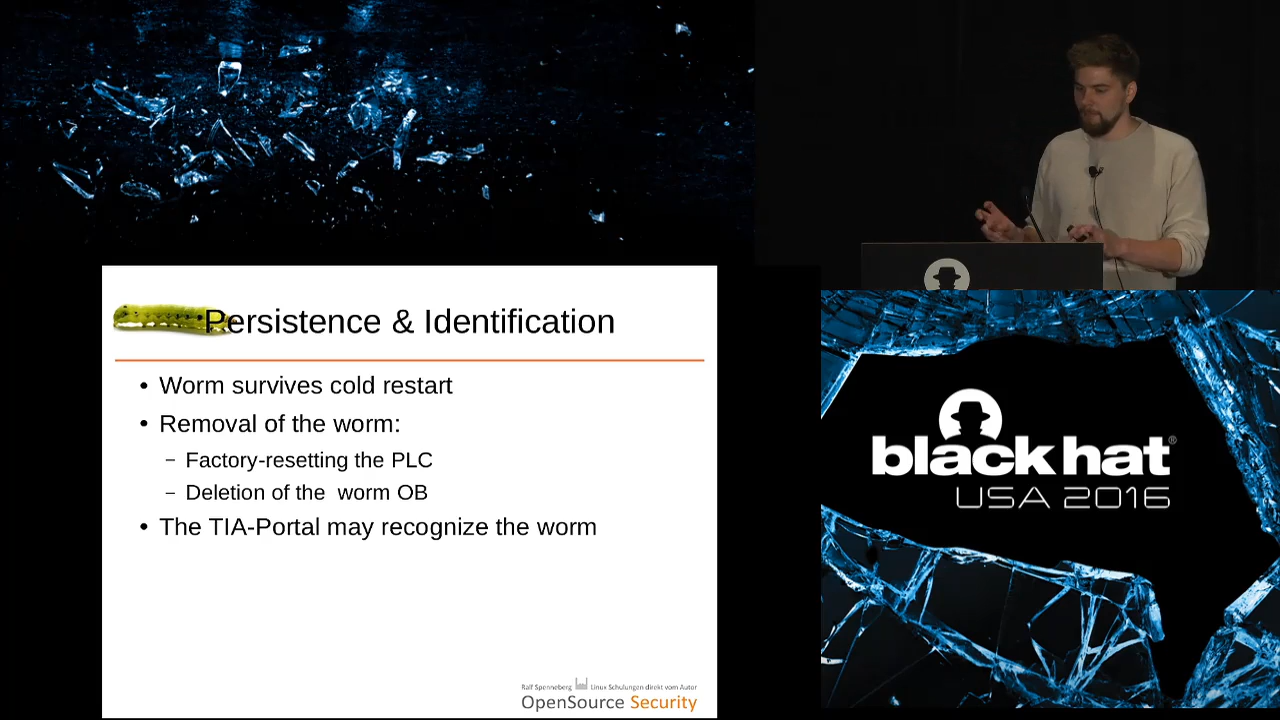 Persistence & Identification
• Worm survives cold restart
• Removal of the worm:
– Factory-resetting the PLC
– Deletion of the worm OB
• The TIA-Portal may recognize the worm
Ralf Spenneberg Linux Schulungen direkt vom Autor
OpenSource Security
black hat®
USA 2016